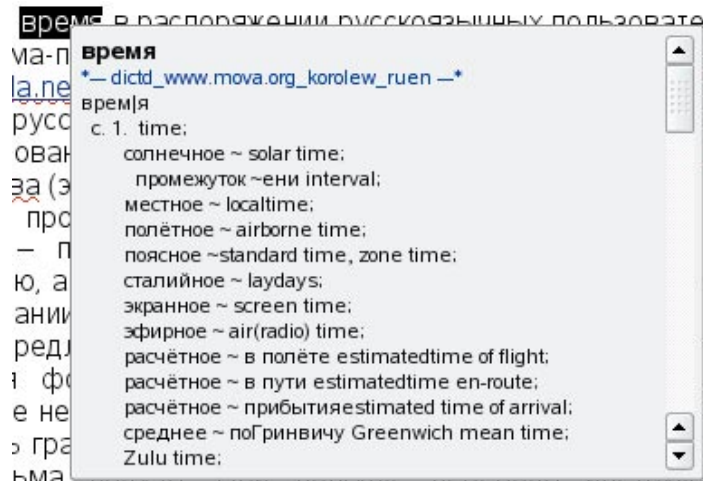 время в распоряжении русскоязычных
время
*— dictd_www.mova.org_korolew_ruen —*
врем|я
с. 1. time;
солнечное ~ solar time;
промежуток ~ени interval;
местное ~ localtime;
полётное ~ airborne time;
поясное ~standard time, zone time;
сталийное ~ laydays;
экранное ~ screen time;
эфирное ~ air(radio) time;
расчётное ~ в полёте estimatedtime of flight;
расчётное ~ в пути estimatedtime en-route;
расчётное ~ прибытияestimated time of arrival;
среднее ~ поГринвичу Greenwich mean time;
Zulu time;